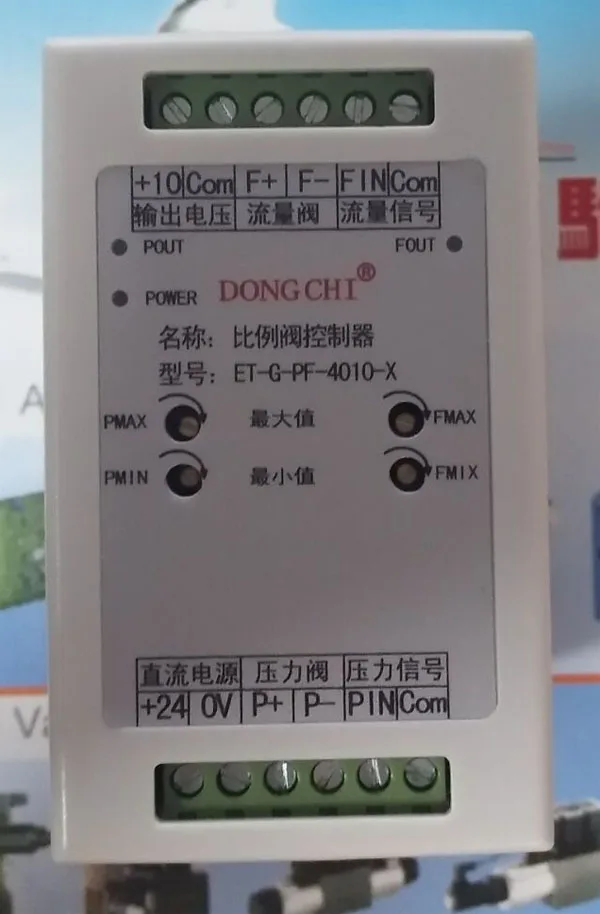 +10 Com F+ F- FIN Com
输出电压 流量阀 流量信号
POUT FOUT
POWER DONG CHI®
名称：比例阀控制器
型号：ET-G-PF-4010-X
PMAX 最大值 FMAX
PMIN 最小值 FMIX
直流电源 压力阀 压力信号
+24 0V P+ P- PIN Com